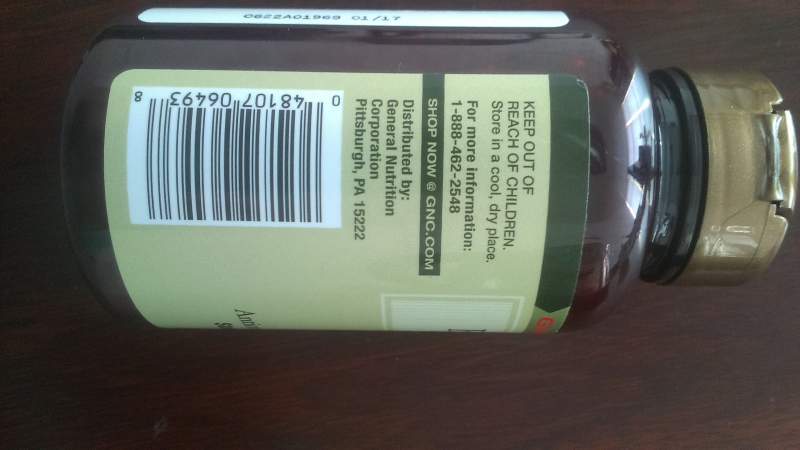 C622A01969 01/17
KEEP OUT OF
REACH OF CHILDREN.
Store in a cool, dry place.
For more information:
1-888-462-2548
SHOP NOW @ GNC.COM
Distributed by:
General Nutrition
Corporation
Pittsburgh, PA 15222
0 48107 06493 8